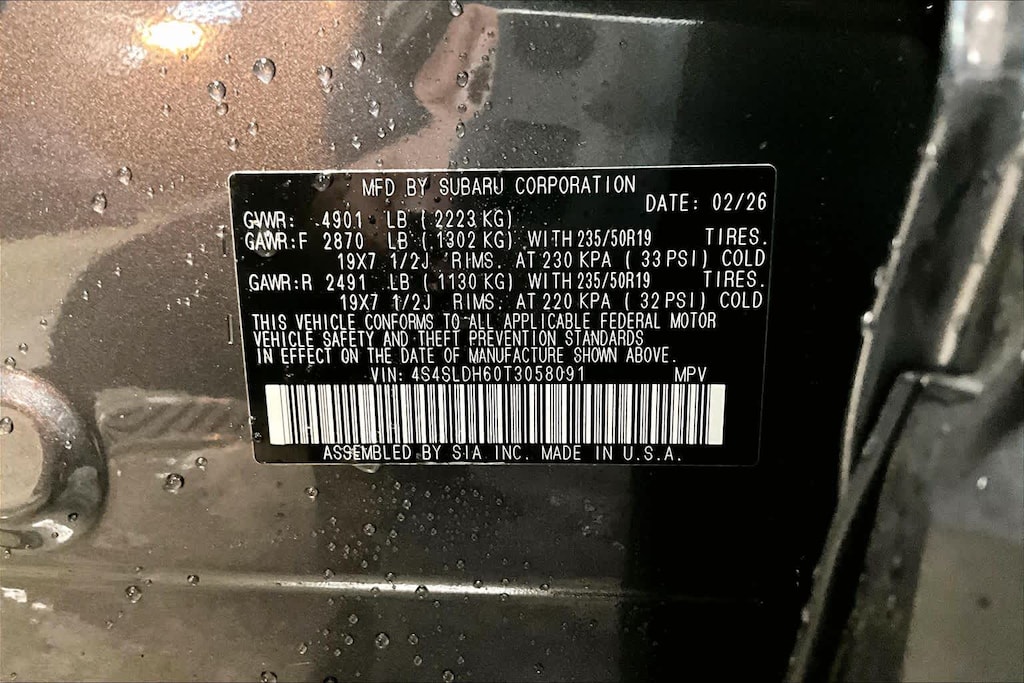 MFD BY SUBARU CORPORATION
DATE: 02/26
GVWR: 4901 LB ( 2223 KG)
GAWR:F 2870 LB ( 1302 KG) WITH 235/50R19 TIRES.
19X7 1/2J RIMS. AT 230 KPA ( 33 PSI) COLD
GAWR:R 2491 LB ( 1130 KG) WITH 235/50R19 TIRES.
19X7 1/2J RIMS. AT 220 KPA ( 32 PSI) COLD
THIS VEHICLE CONFORMS TO ALL APPLICABLE FEDERAL MOTOR
VEHICLE SAFETY AND THEFT PREVENTION STANDARDS
IN EFFECT ON THE DATE OF MANUFACTURE SHOWN ABOVE.
VIN: 4S4SLDH60T3058091 MPV
ASSEMBLED BY SIA INC. MADE IN U.S.A.